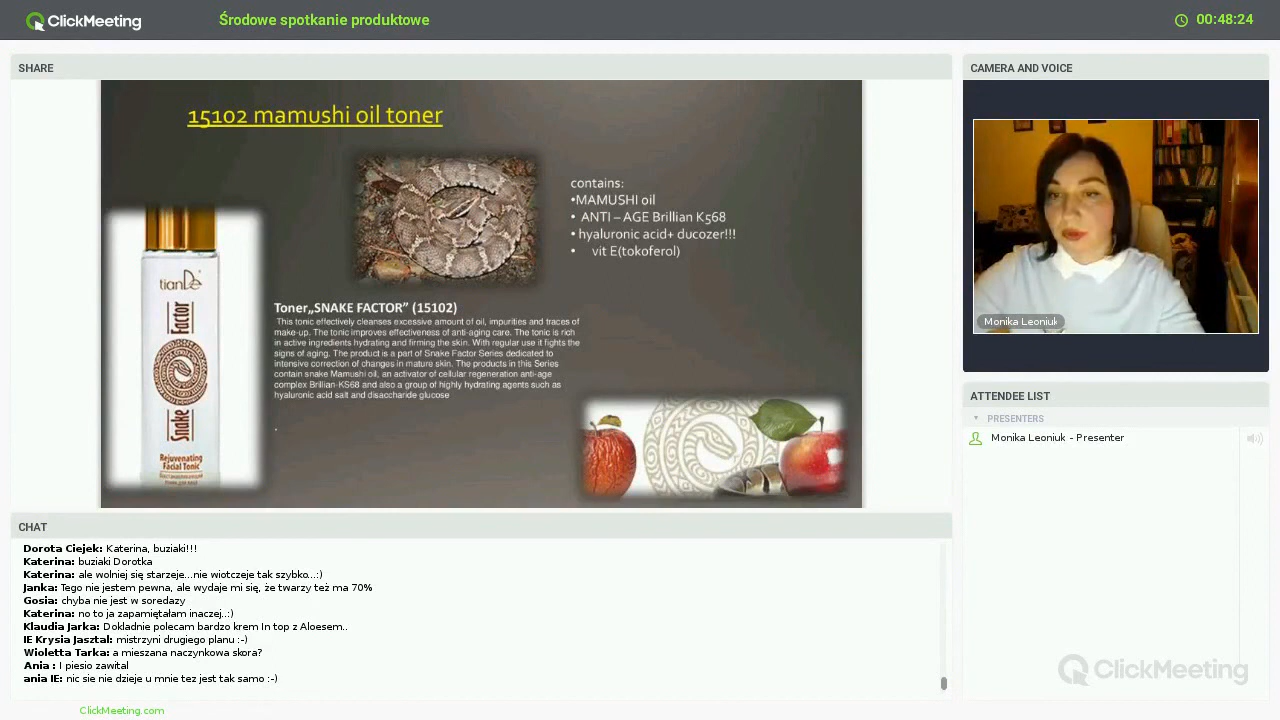 ClickMeeting
Środowe spotkanie produktowe
00:48:24
SHARE
15102 mamushi oil toner
contains:
•MAMUSHI oil
• ANTI – AGE Brillian K568
• hyaluronic acid+ ducozer!!!
• vit E(tokoferol)
tianDe®
Snake Factor
Rejuvenating
Facial Tonic
Toner„SNAKE FACTOR” (15102)
This tonic effectively cleanses excessive amount of oil, impurities and traces of
make-up. The tonic improves effectiveness of anti-aging care. The tonic is rich
in active ingredients hydrating and firming the skin. With regular use it fights the
signs of aging. The product is a part of Snake Factor Series dedicated to
intensive correction of changes in mature skin. The products in this Series
contain snake Mamushi oil, an activator of cellular regeneration anti-age
complex Brillian-KS68 and also a group of highly hydrating agents such as
hyaluronic acid salt and disaccharide glucose
.
CAMERA AND VOICE
Monika Leoniuk
ATTENDEE LIST
PRESENTERS
Monika Leoniuk - Presenter
CHAT
Dorota Ciejek: Katerina, buziaki!!!
Katerina: buziaki Dorotka
Katerina: ale wolniej się starzeje...nie wiotczeje tak szybko...:)
Janka: Tego nie jestem pewna, ale wydaje mi się, że twarzy też ma 70%
Gosia: chyba nie jest w soredazy
Katerina: no to ja zapamiętałam inaczej..:)
Klaudia Jarka: Dokladnie polecam bardzo krem In top z Aloesem..
IE Krysia Jasztal: mistrzyni drugiego planu :-)
Wioletta Tarka: a mieszana naczynkowa skora?
Ania : I piesio zawital
ania IE: nic sie nie dzieje u mnie tez jest tak samo :-)
ClickMeeting
ClickMeeting.com